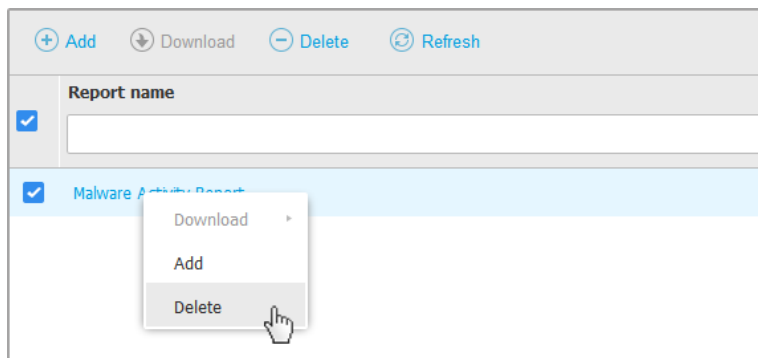 Add Download Delete Refresh
Report name
Malware Activity Report
Download
Add
Delete